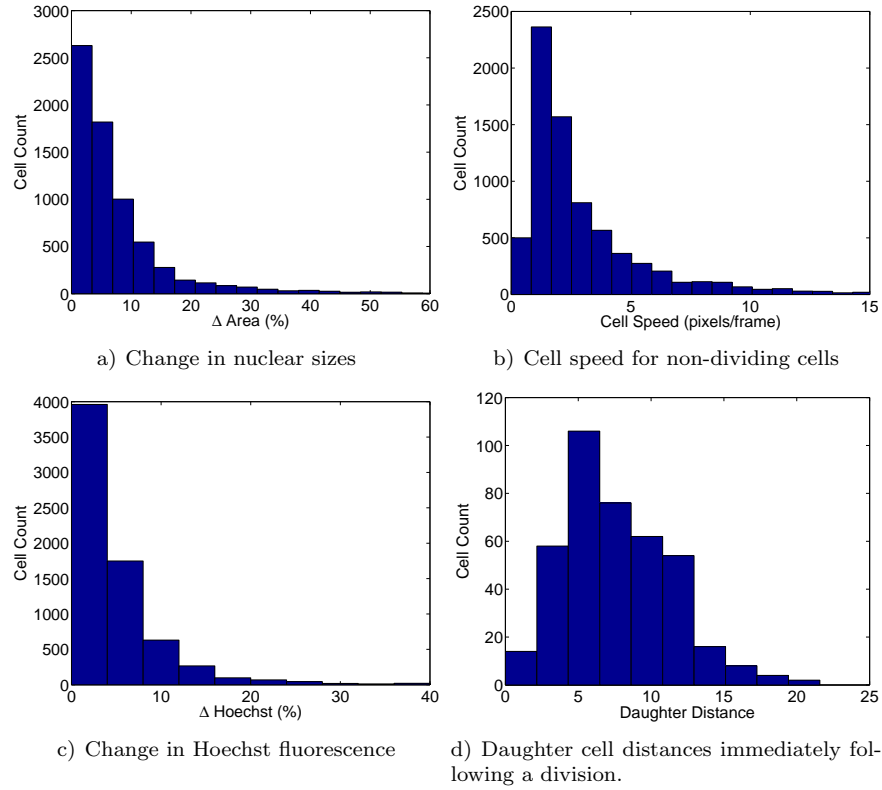 3000
2500
2000
1500
1000
500
0
Cell Count
0 10 20 30 40 50 60
Δ Area (%)
a) Change in nuclear sizes
2500
2000
1500
1000
500
0
Cell Count
0 5 10 15
Cell Speed (pixels/frame)
b) Cell speed for non-dividing cells
4000
3500
3000
2500
2000
1500
1000
500
0
Cell Count
0 10 20 30 40
Δ Hoechst (%)
c) Change in Hoechst fluorescence
120
100
80
60
40
20
0
Cell Count
0 5 10 15 20 25
Daughter Distance
d) Daughter cell distances immediately fol-
lowing a division.